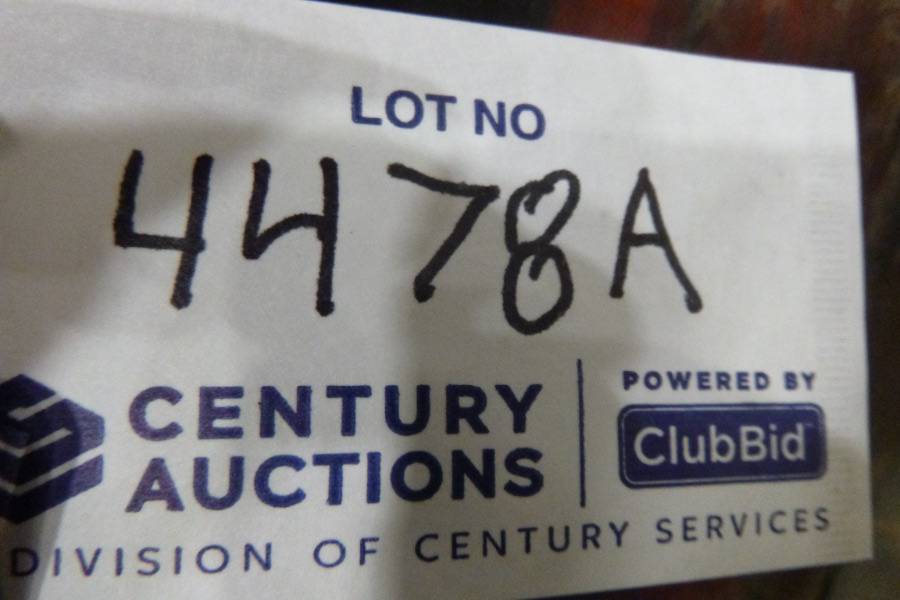 LOT NO
4478A
CENTURY
AUCTIONS
POWERED BY
ClubBid
DIVISION OF CENTURY SERVICES